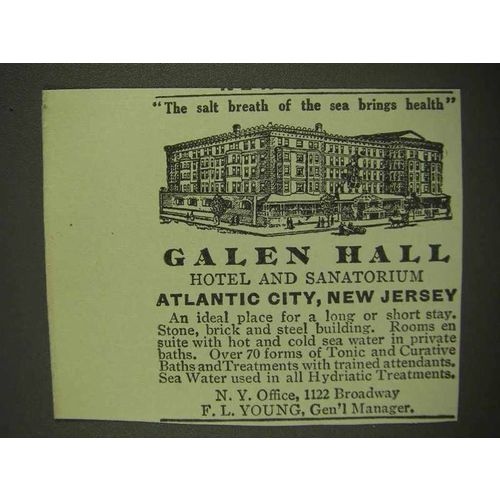 "The salt breath of the sea brings health"
GALEN HALL
HOTEL AND SANATORIUM
ATLANTIC CITY, NEW JERSEY
An ideal place for a long or short stay.
Stone, brick and steel building. Rooms en
suite with hot and cold sea water in private
baths. Over 70 forms of Tonic and Curative
Baths and Treatments with trained attendants.
Sea Water used in all Hydriatic Treatments.
N. Y. Office, 1122 Broadway
F. L. YOUNG, Gen'l Manager.